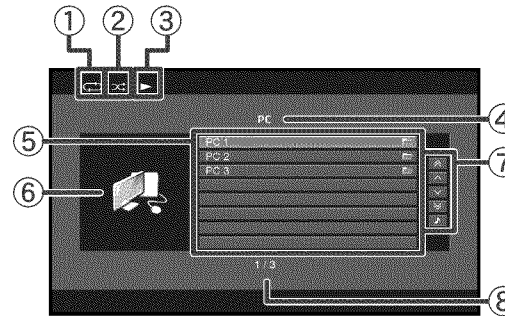 ① ② ③
PC ④
⑤ PC 1
PC 2 ⑦
PC 3
⑥
1 / 3
⑧